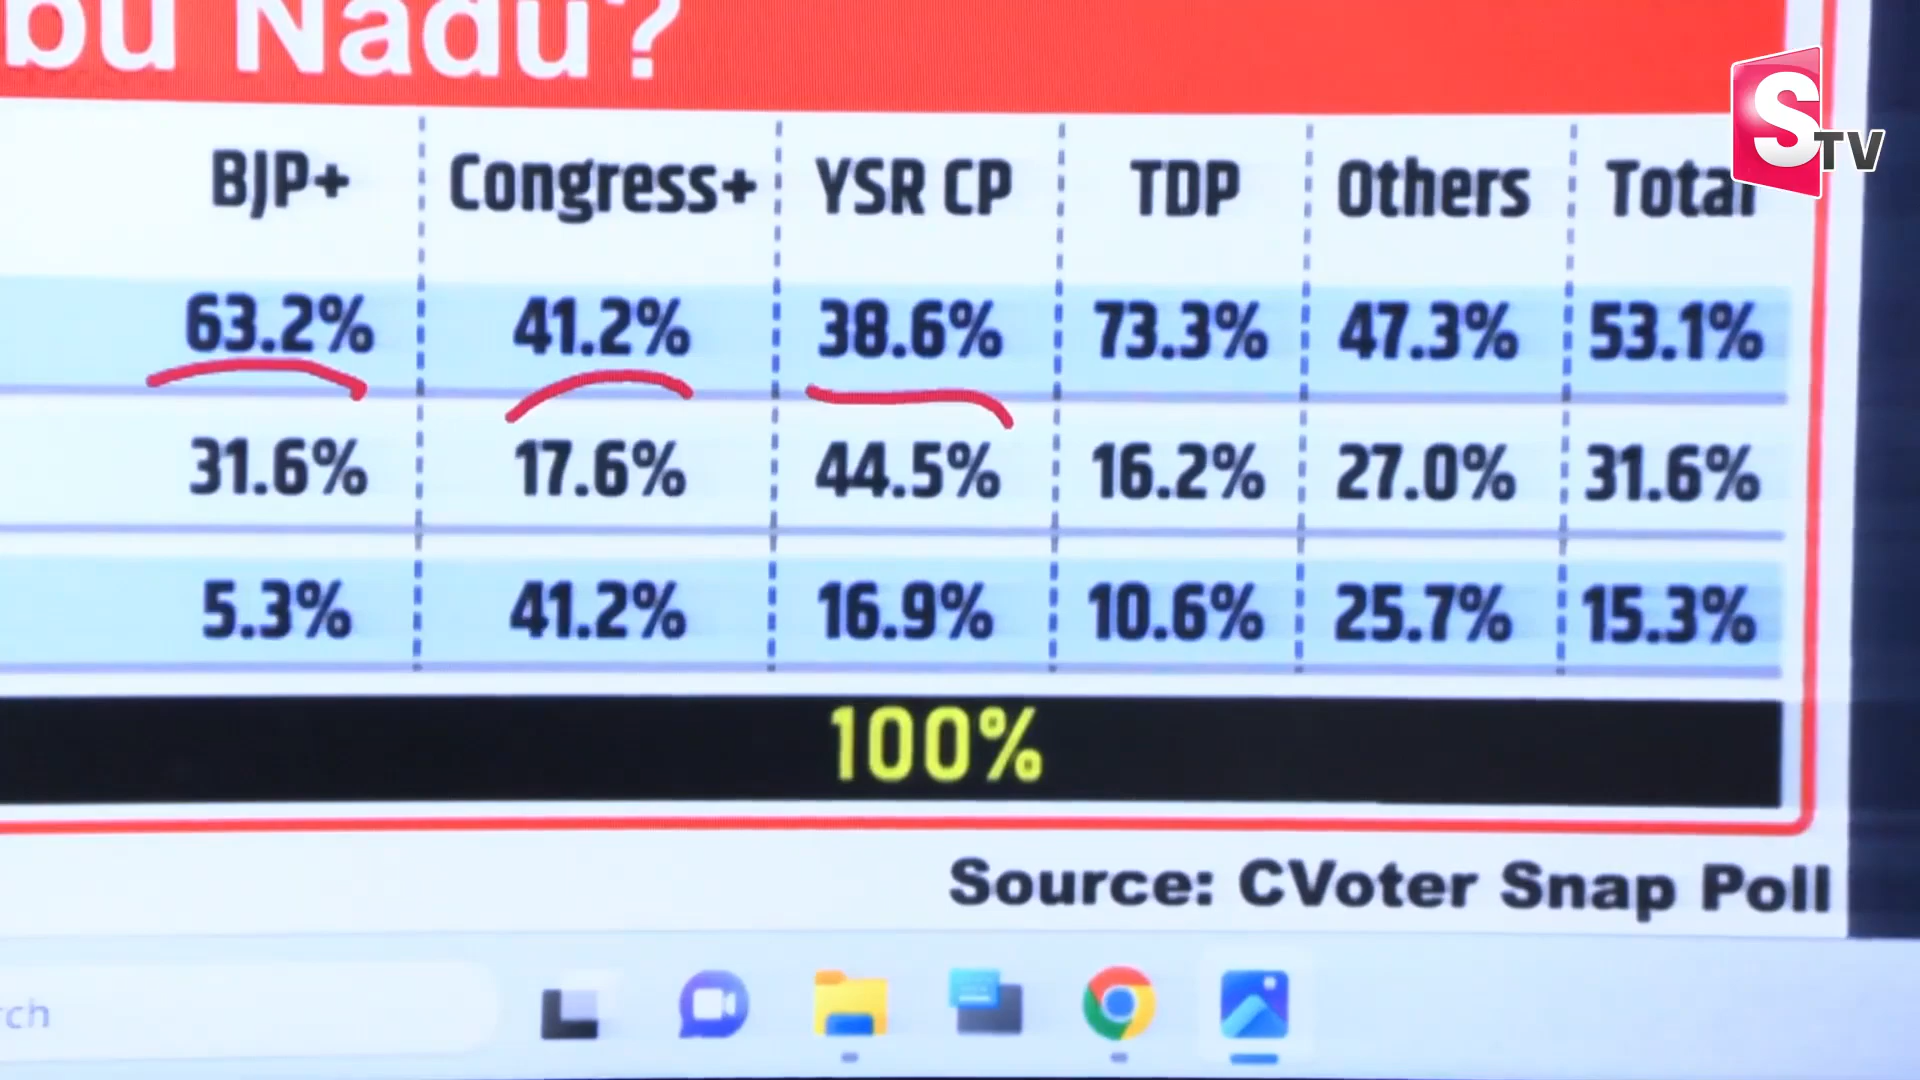 bu Nadu?
S TV
BJP+ Congress+ YSR CP TDP Others Total
63.2% 41.2% 38.6% 73.3% 47.3% 53.1%
31.6% 17.6% 44.5% 16.2% 27.0% 31.6%
5.3% 41.2% 16.9% 10.6% 25.7% 15.3%
100%
Source: CVoter Snap Poll
rch